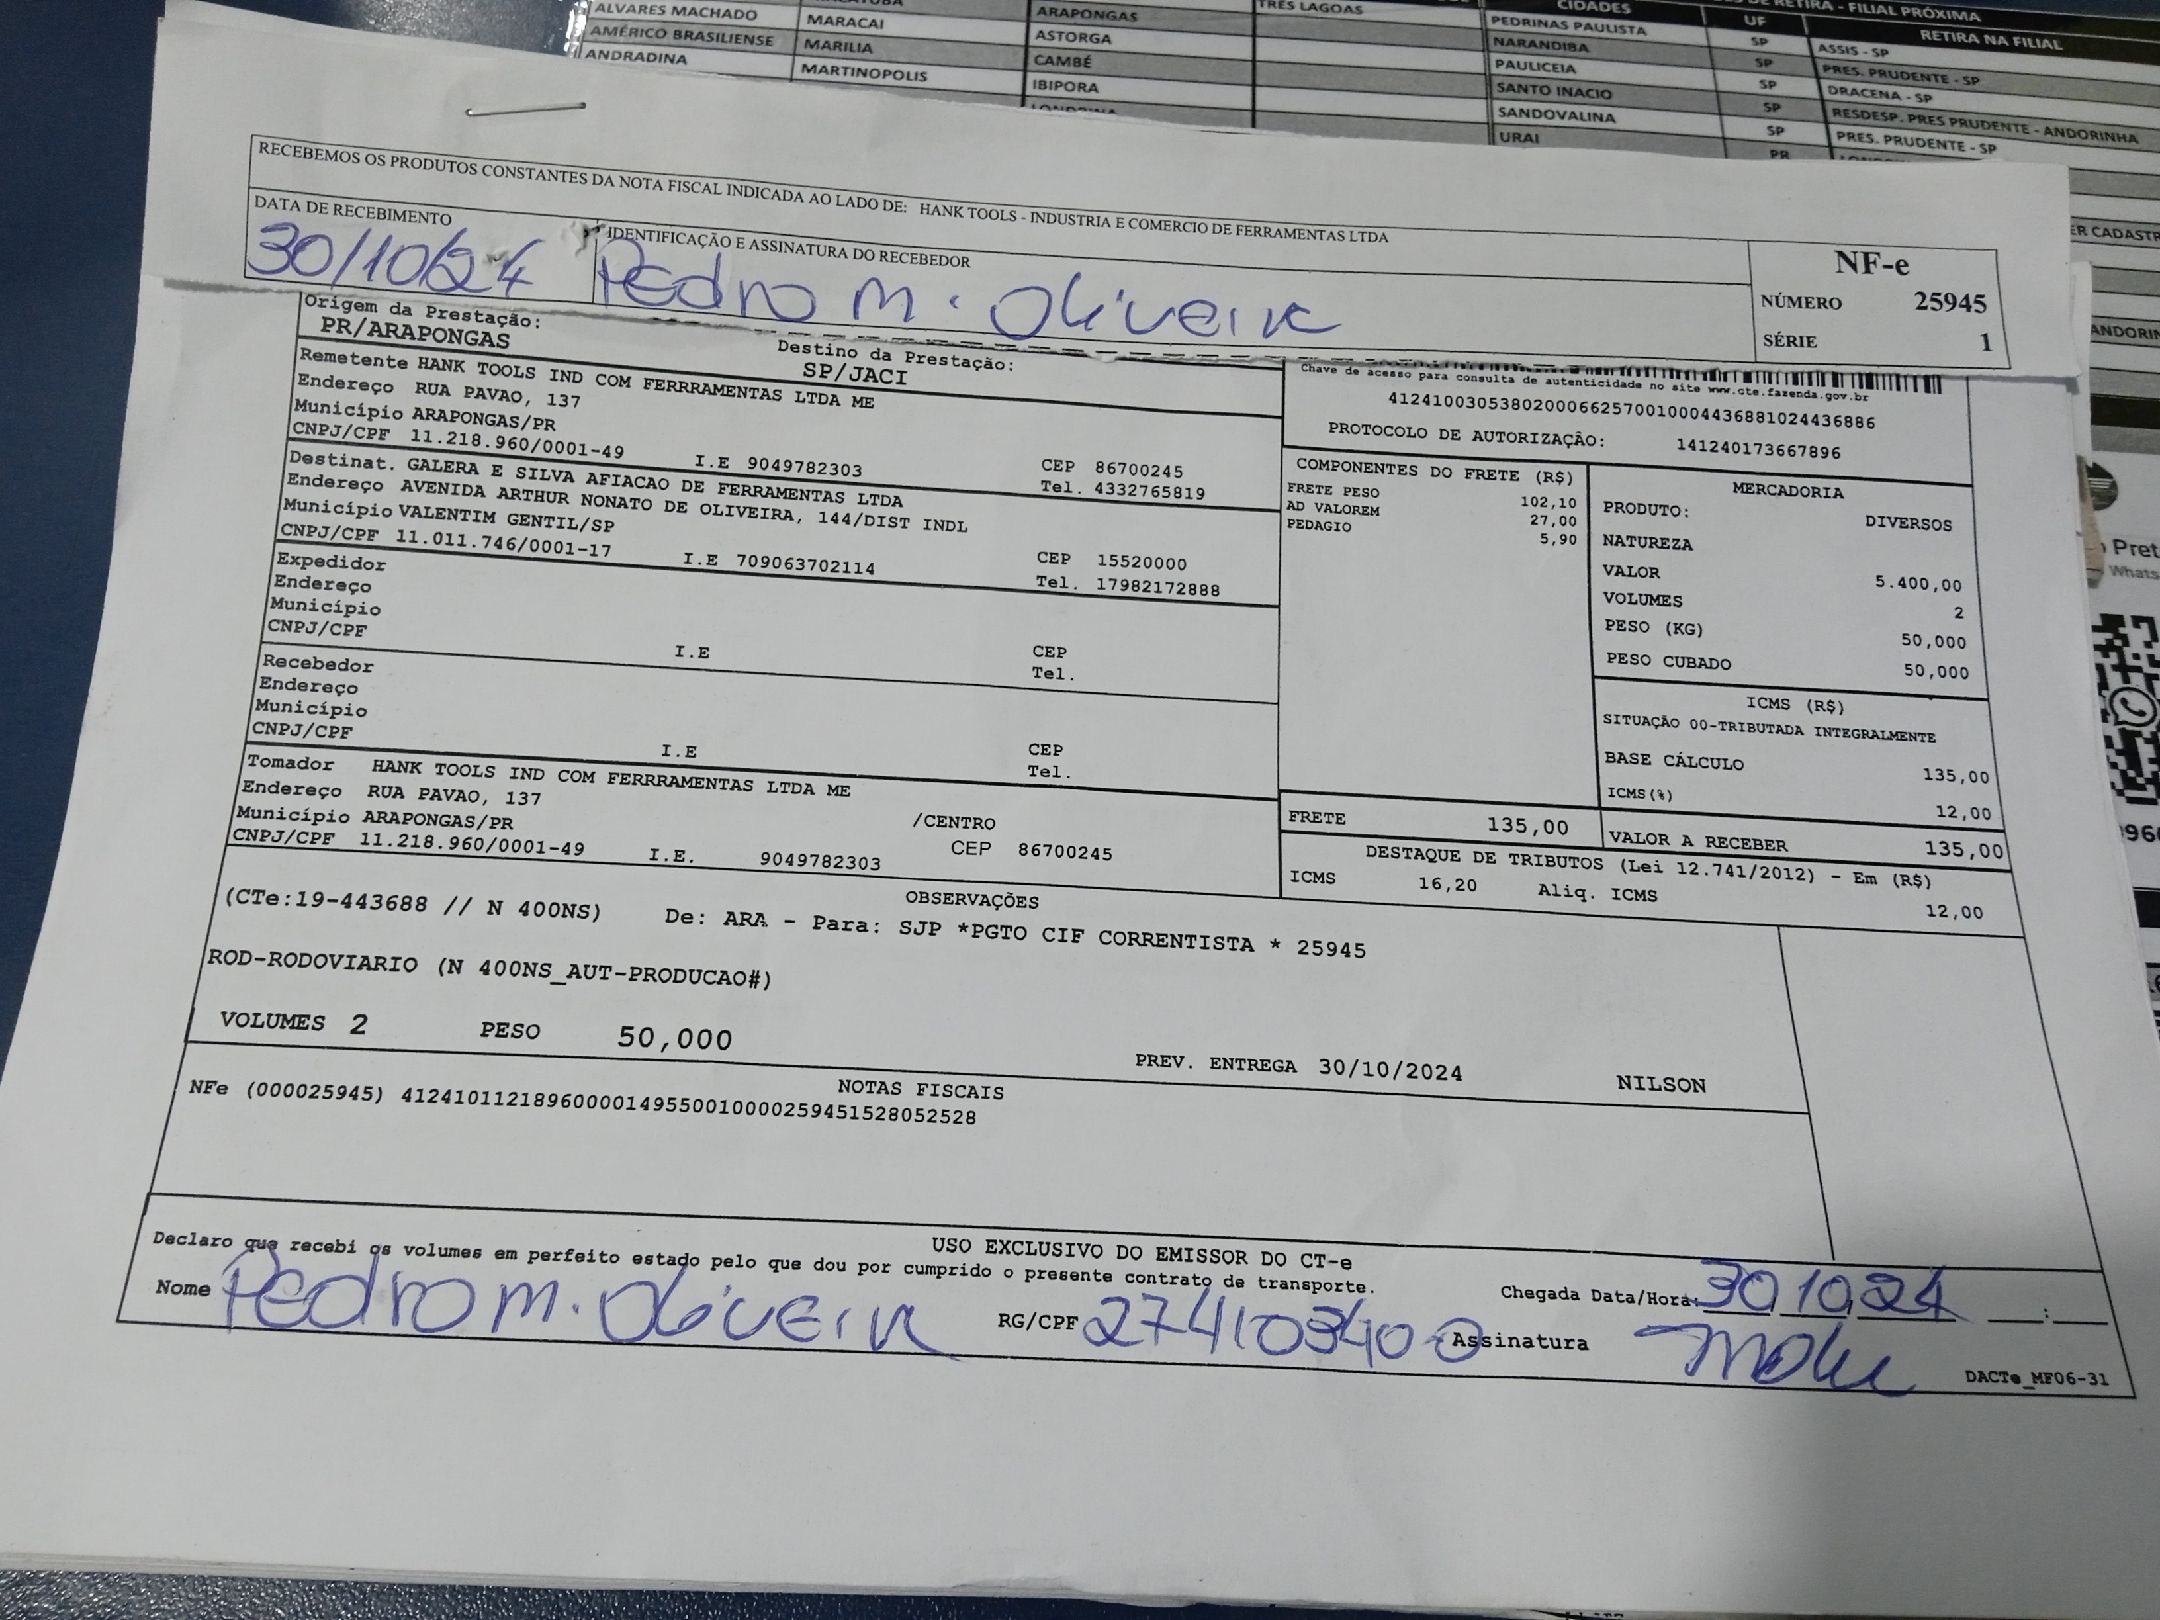 ALVARES MACHADO MARACAI ARAPONGAS TRES LAGOAS CIDADES UF RETIRA - FILIAL PRÓXIMA
AMÉRICO BRASILIENSE MARILIA ASTORGA PEDRINAS PAULISTA SP RETIRA NA FILIAL
ANDRADINA MARTINOPOLIS CAMBÉ NARANDIBA SP ASSIS - SP
IBIPORA PAULICEIA SP PRES. PRUDENTE - SP
SANTO INACIO SP DRACENA - SP
SANDOVALINA SP RESDESP. PRES PRUDENTE - ANDORINHA
URAI PR PRES. PRUDENTE - SP
RECEBEMOS OS PRODUTOS CONSTANTES DA NOTA FISCAL INDICADA AO LADO DE: HANK TOOLS - INDUSTRIA E COMERCIO DE FERRAMENTAS LTDA
DATA DE RECEBIMENTO IDENTIFICAÇÃO E ASSINATURA DO RECEBEDOR
30/10/24 Pedro M. Oliveira
NF-e
NÚMERO 25945
SÉRIE 1
Origem da Prestação: Destino da Prestação:
PR/ARAPONGAS SP/JACI
Remetente HANK TOOLS IND COM FERRRAMENTAS LTDA ME
Endereço RUA PAVAO, 137
Município ARAPONGAS/PR CEP 86700245
CNPJ/CPF 11.218.960/0001-49 I.E 9049782303 Tel. 4332765819
Destinat. GALERA E SILVA AFIACAO DE FERRAMENTAS LTDA
Endereço AVENIDA ARTHUR NONATO DE OLIVEIRA, 144/DIST INDL
Município VALENTIM GENTIL/SP CEP 15520000
CNPJ/CPF 11.011.746/0001-17 I.E 709063702114 Tel. 17982172888
Expedidor
Endereço
Município CEP
CNPJ/CPF I.E Tel.
Recebedor
Endereço
Município CEP
CNPJ/CPF I.E Tel.
Tomador HANK TOOLS IND COM FERRRAMENTAS LTDA ME
Endereço RUA PAVAO, 137 /CENTRO
Município ARAPONGAS/PR CEP 86700245
CNPJ/CPF 11.218.960/0001-49 I.E. 9049782303
Chave de acesso para consulta de autenticidade no site www.cte.fazenda.gov.br
41241003053802000662570010004436881024436886
PROTOCOLO DE AUTORIZAÇÃO: 141240173667896
COMPONENTES DO FRETE (R$)
FRETE PESO 102,10
AD VALOREM 27,00
PEDAGIO 5,90
MERCADORIA
PRODUTO: DIVERSOS
NATUREZA
VALOR 5.400,00
VOLUMES 2
PESO (KG) 50,000
PESO CUBADO 50,000
ICMS (R$)
SITUAÇÃO 00-TRIBUTADA INTEGRALMENTE
BASE CÁLCULO 135,00
ICMS(%) 12,00
FRETE 135,00 VALOR A RECEBER 135,00
DESTAQUE DE TRIBUTOS (Lei 12.741/2012) - Em (R$)
ICMS 16,20 Aliq. ICMS 12,00
OBSERVAÇÕES
(CTe:19-443688 // N 400NS) De: ARA - Para: SJP *PGTO CIF CORRENTISTA * 25945
ROD-RODOVIARIO (N 400NS_AUT-PRODUCAO#)
VOLUMES 2 PESO 50,000 PREV. ENTREGA 30/10/2024 NILSON
NOTAS FISCAIS
NFe (000025945) 41241011218960000149550010000259451528052528
USO EXCLUSIVO DO EMISSOR DO CT-e
Declaro que recebi os volumes em perfeito estado pelo que dou por cumprido o presente contrato de transporte.
Nome Pedro M. Oliveira RG/CPF 274103400 Chegada Data/Hora: 30/10/24 :
Assinatura
DACTe_MF06-31